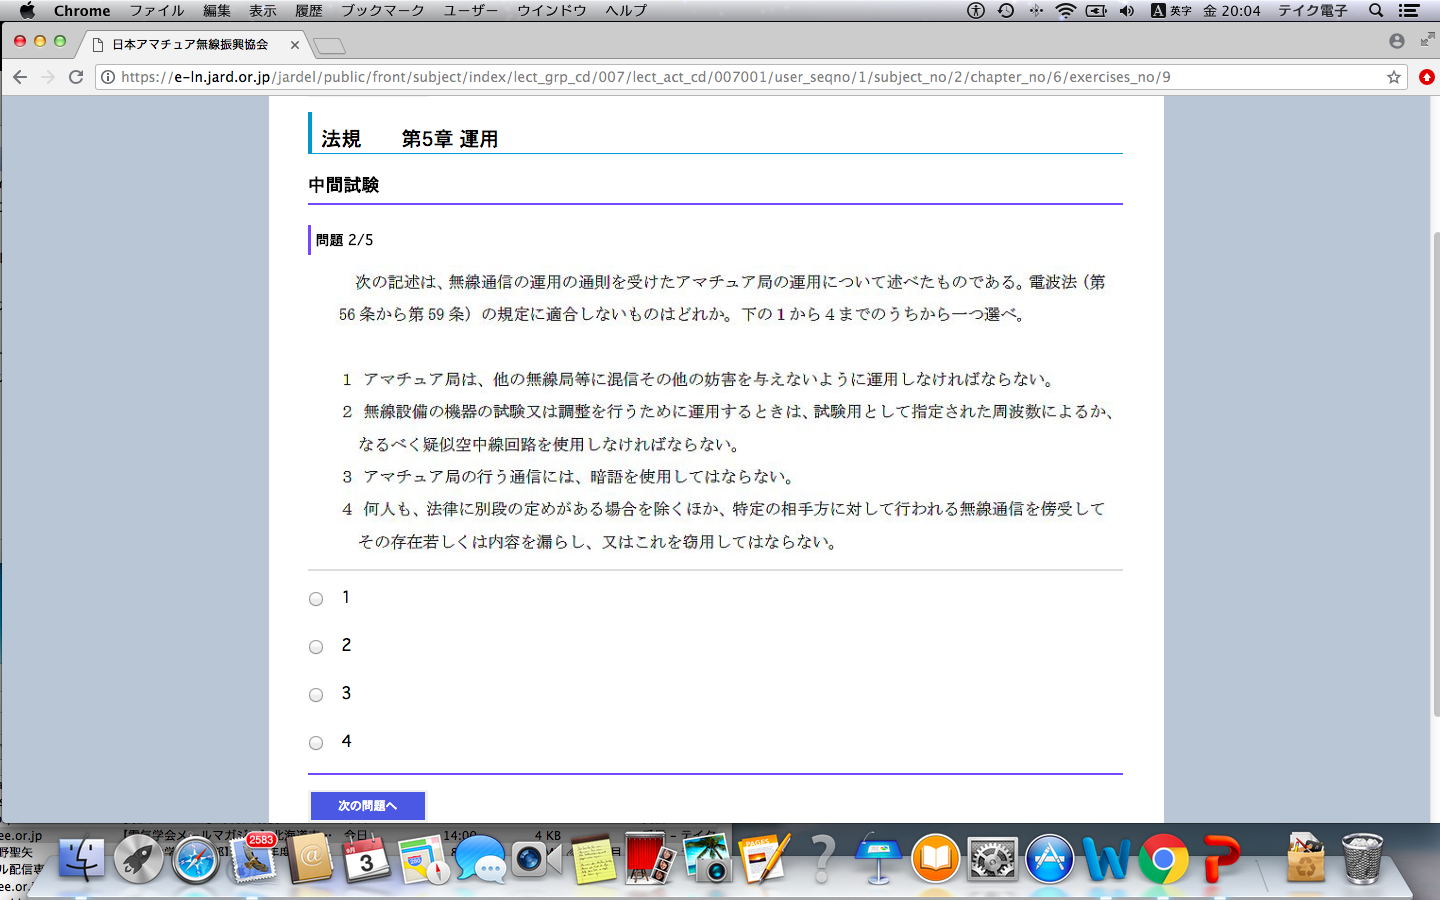 Chrome ファイル 編集 表示 履歴 ブックマーク ユーザー ウインドウ ヘルプ A 英字 金 20:04 テイク電子
日本アマチュア無線振興協会
https://e-ln.jard.or.jp/jardel/public/front/subject/index/lect_grp_cd/007/lect_act_cd/007001/user_seqno/1/subject_no/2/chapter_no/6/exercises_no/9
法規 第5章 運用
中間試験
問題 2/5
次の記述は、無線通信の運用の通則を受けたアマチュア局の運用について述べたものである。電波法（第
56 条から第 59 条）の規定に適合しないものはどれか。下の１から４までのうちから一つ選べ。
1 アマチュア局は、他の無線局等に混信その他の妨害を与えないように運用しなければならない。
2 無線設備の機器の試験又は調整を行うために運用するときは、試験用として指定された周波数によるか、
なるべく疑似空中線回路を使用しなければならない。
3 アマチュア局の行う通信には、暗語を使用してはならない。
4 何人も、法律に別段の定めがある場合を除くほか、特定の相手方に対して行われる無線通信を傍受して
その存在若しくは内容を漏らし、又はこれを窃用してはならない。
1
2
3
4
次の問題へ
ee.or.jp 今日 14:00 4 KB
野聖矢
ル配信専
2583
3
280
PAGES